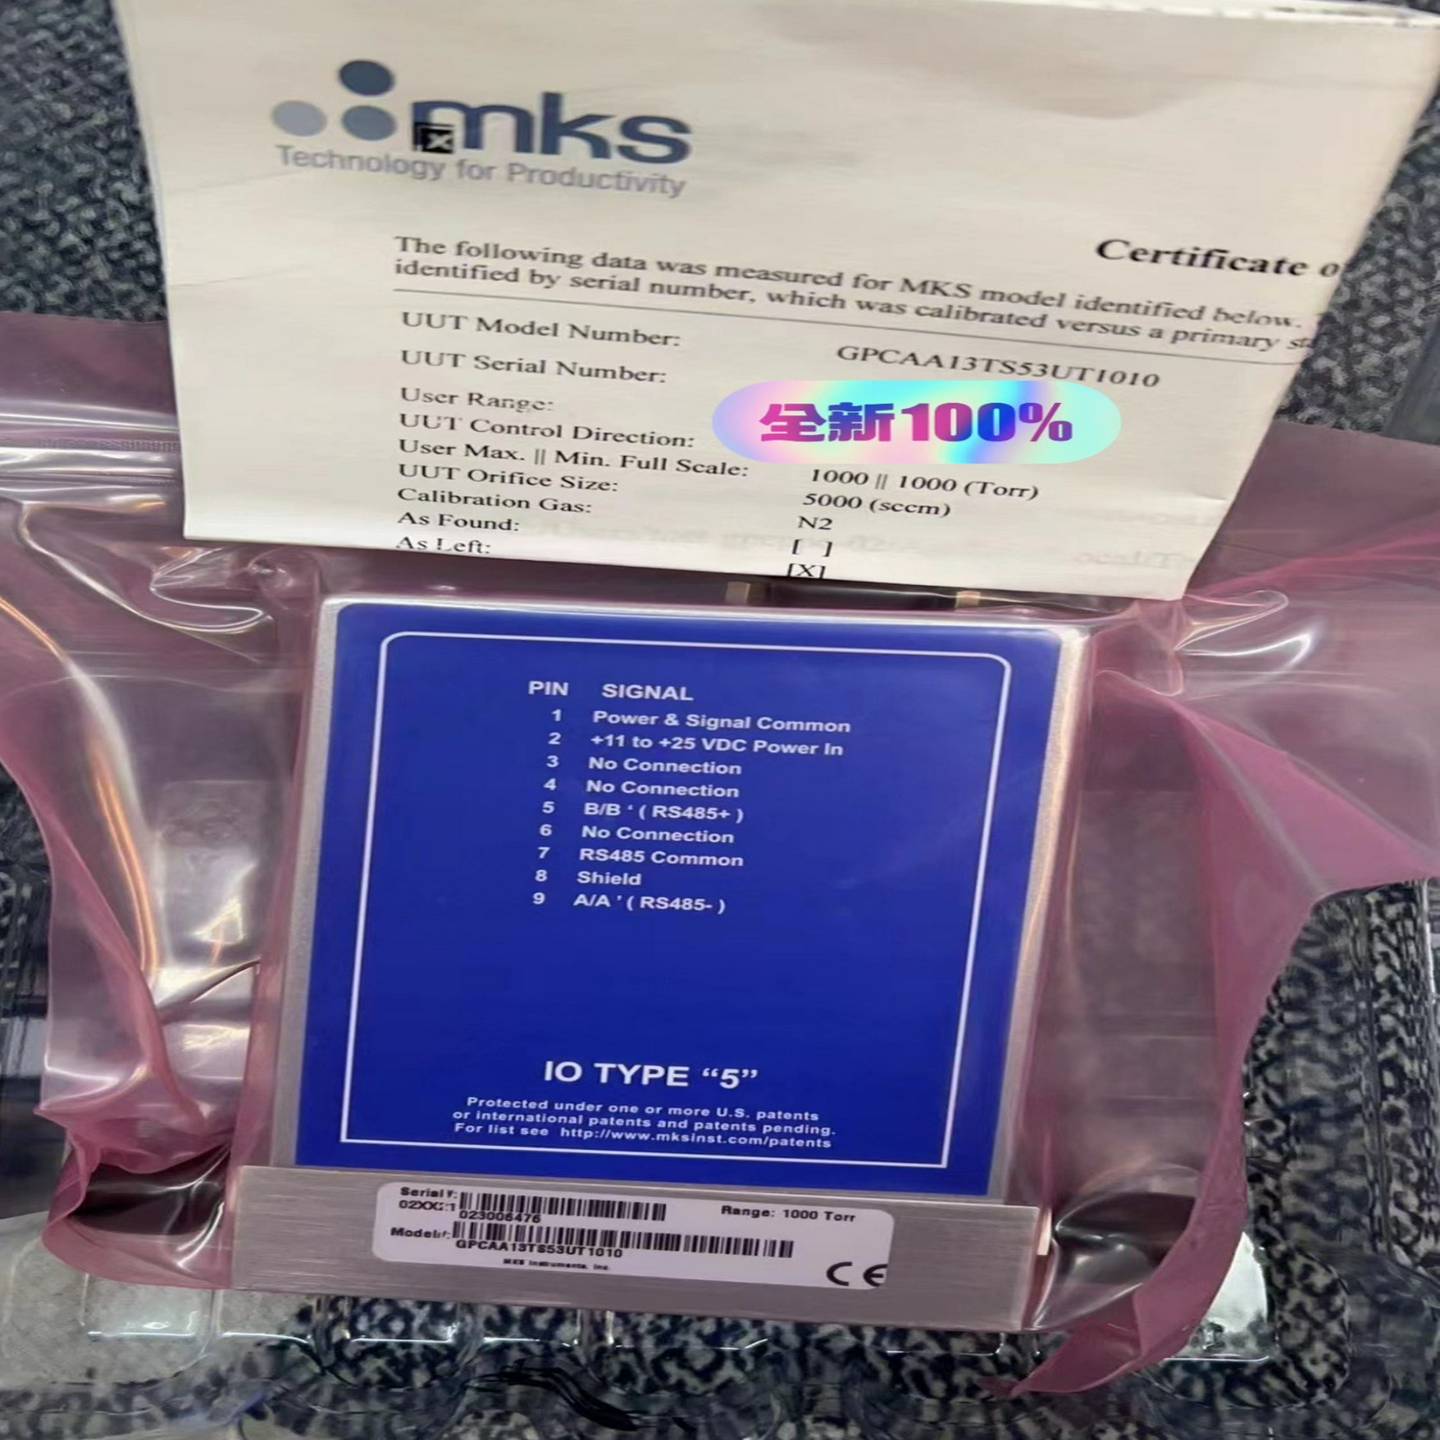 mks
Technology for Productivity
Certificate
The following data was measured for MKS model identified below.
identified by serial number, which was calibrated versus a primary
UUT Model Number: GPCAA13TS53UT1010
UUT Serial Number:
User Range:
全新100%
UUT Control Direction:
User Max. || Min. Full Scale: 1000 || 1000 (Torr)
UUT Orifice Size: 5000 (sccm)
Calibration Gas: N2
As Found: [ ]
As Left: [X]
PIN SIGNAL
1 Power & Signal Common
2 +11 to +25 VDC Power In
3 No Connection
4 No Connection
5 B/B ' ( RS485+ )
6 No Connection
7 RS485 Common
8 Shield
9 A/A ' ( RS485- )
IO TYPE “5”
Protected under one or more U.S. patents
or international patents and patents pending.
For list see http://www.mksinst.com/patents
Serial #: Range: 1000 Torr
023006476
Model#:
GPCAA13TS53UT1010
MKS Instruments, Inc.
CE